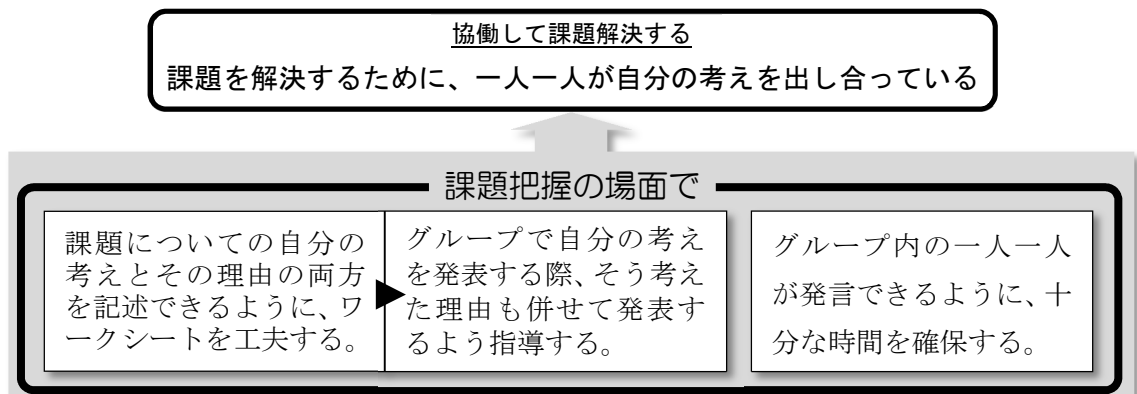 協働して課題解決する
課題を解決するために、一人一人が自分の考えを出し合っている
課題把握の場面で
課題についての自分の
考えとその理由の両方
を記述できるように、ワ
ークシートを工夫する。
グループで自分の考え
を発表する際、そう考え
た理由も併せて発表す
るよう指導する。
グループ内の一人一人
が発言できるように、十
分な時間を確保する。